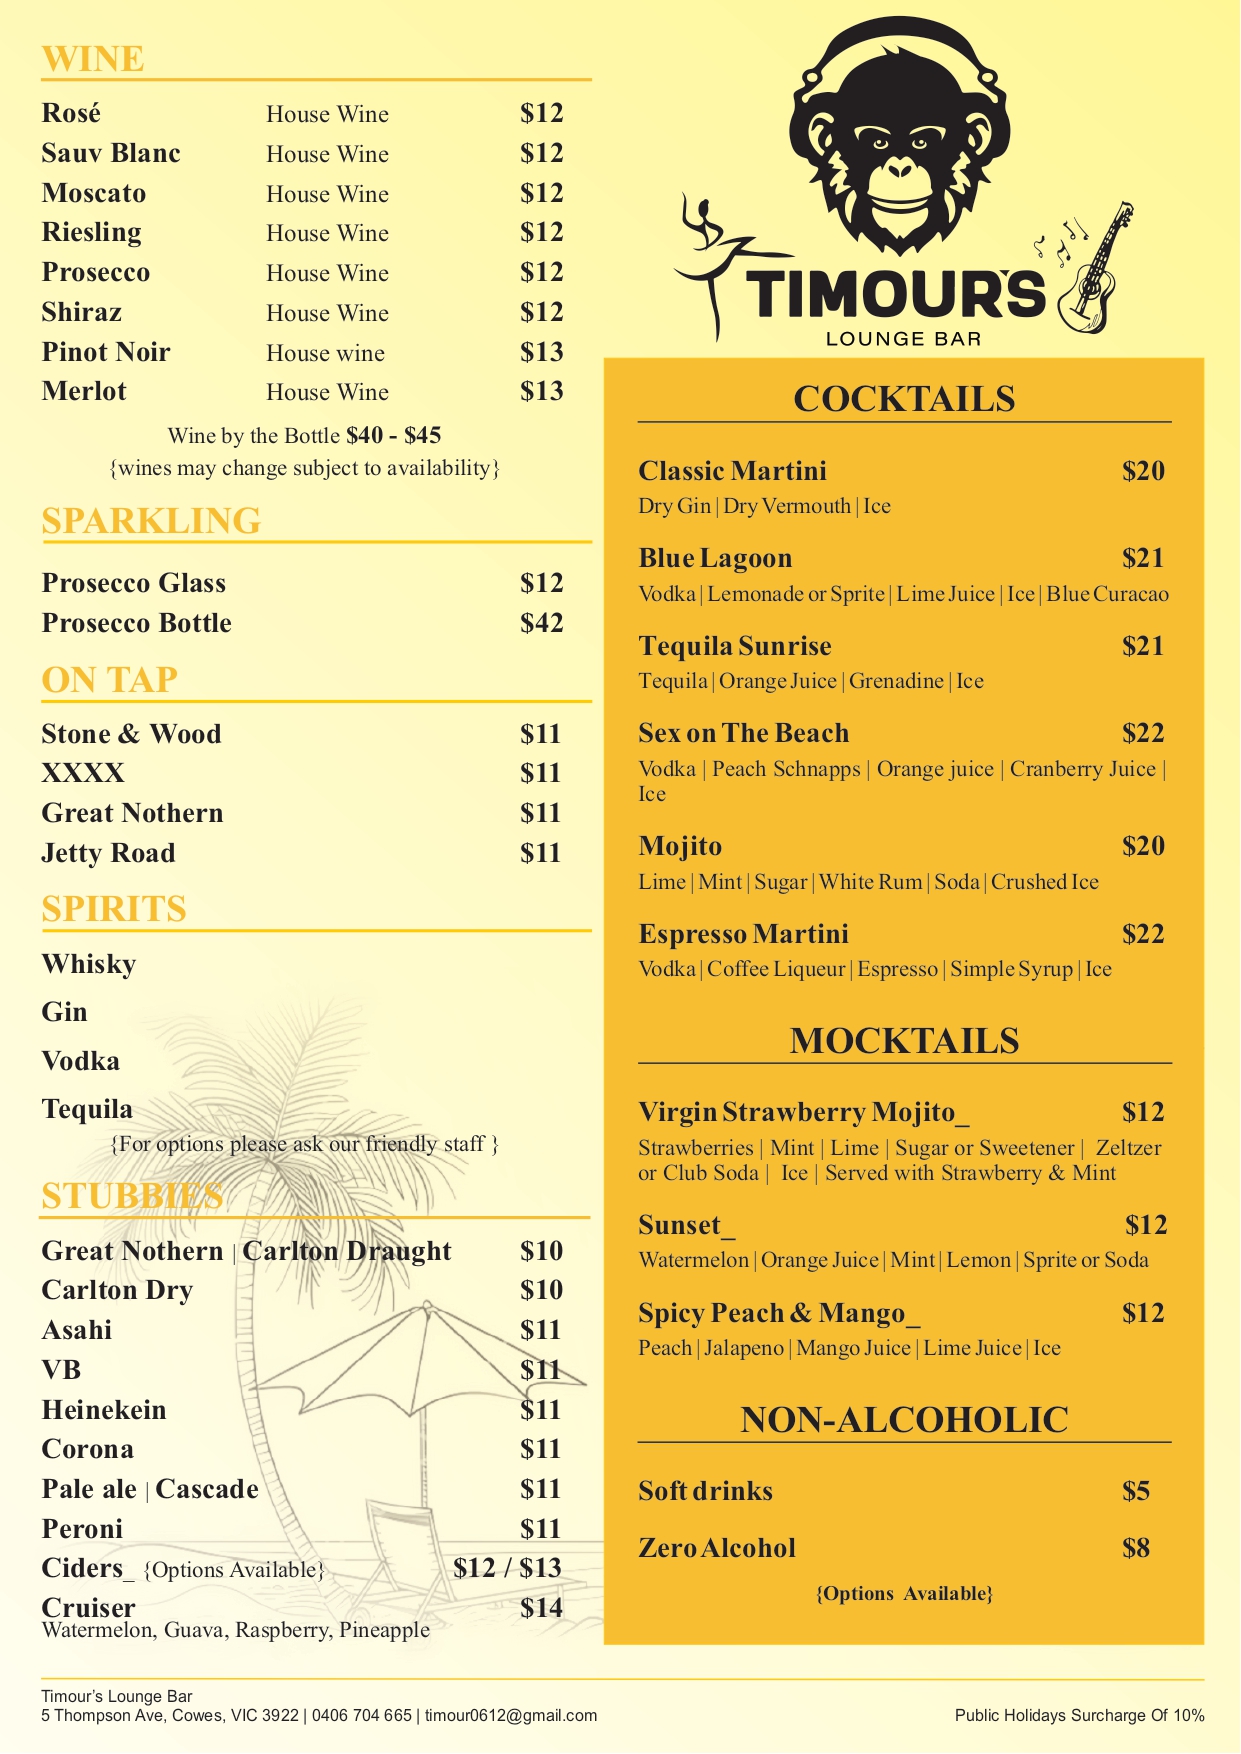 WINE
Rosé House Wine $12
Sauv Blanc House Wine $12
Moscato House Wine $12
Riesling House Wine $12
Prosecco House Wine $12
Shiraz House Wine $12
Pinot Noir House wine $13
Merlot House Wine $13
Wine by the Bottle $40 - $45
{wines may change subject to availability}
SPARKLING
Prosecco Glass $12
Prosecco Bottle $42
ON TAP
Stone & Wood $11
XXXX $11
Great Nothern $11
Jetty Road $11
SPIRITS
Whisky
Gin
Vodka
Tequila
{For options please ask our friendly staff }
STUBBIES
Great Nothern | Carlton Draught $10
Carlton Dry $10
Asahi $11
VB $11
Heinekein $11
Corona $11
Pale ale | Cascade $11
Peroni $11
Ciders_ {Options Available} $12 / $13
Cruiser $14
Watermelon, Guava, Raspberry, Pineapple
TIMOUR'S
LOUNGE BAR
COCKTAILS
Classic Martini $20
Dry Gin | Dry Vermouth | Ice
Blue Lagoon $21
Vodka | Lemonade or Sprite | Lime Juice | Ice | Blue Curacao
Tequila Sunrise $21
Tequila | Orange Juice | Grenadine | Ice
Sex on The Beach $22
Vodka | Peach Schnapps | Orange juice | Cranberry Juice |
Ice
Mojito $20
Lime | Mint | Sugar | White Rum | Soda | Crushed Ice
Espresso Martini $22
Vodka | Coffee Liqueur | Espresso | Simple Syrup | Ice
MOCKTAILS
Virgin Strawberry Mojito_ $12
Strawberries | Mint | Lime | Sugar or Sweetener | Zeltzer
or Club Soda | Ice | Served with Strawberry & Mint
Sunset_ $12
Watermelon | Orange Juice | Mint | Lemon | Sprite or Soda
Spicy Peach & Mango_ $12
Peach | Jalapeno | Mango Juice | Lime Juice | Ice
NON-ALCOHOLIC
Soft drinks $5
Zero Alcohol $8
{Options Available}
Timour's Lounge Bar
5 Thompson Ave, Cowes, VIC 3922 | 0406 704 665 | timour0612@gmail.com
Public Holidays Surcharge Of 10%